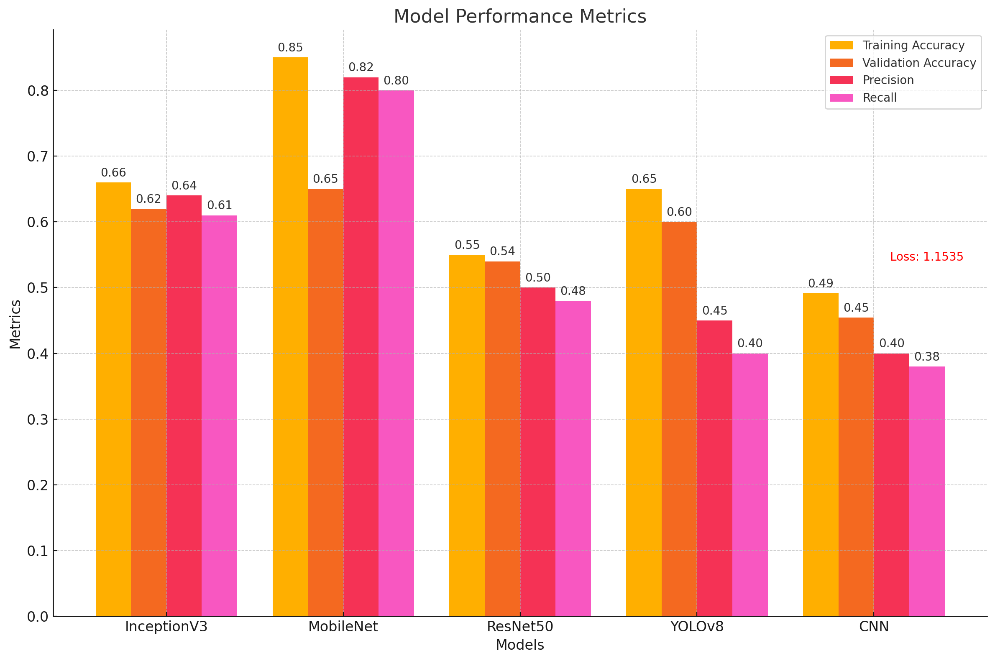 Model Performance Metrics
Training Accuracy
Validation Accuracy
Precision
Recall
Metrics
0.8
0.7
0.6
0.5
0.4
0.3
0.2
0.1
0.0
0.66
0.62
0.64
0.61
0.85
0.65
0.82
0.80
0.55
0.54
0.50
0.48
0.65
0.60
0.45
0.40
0.49
0.45
0.40
0.38
Loss: 1.1535
InceptionV3
MobileNet
ResNet50
YOLOv8
CNN
Models